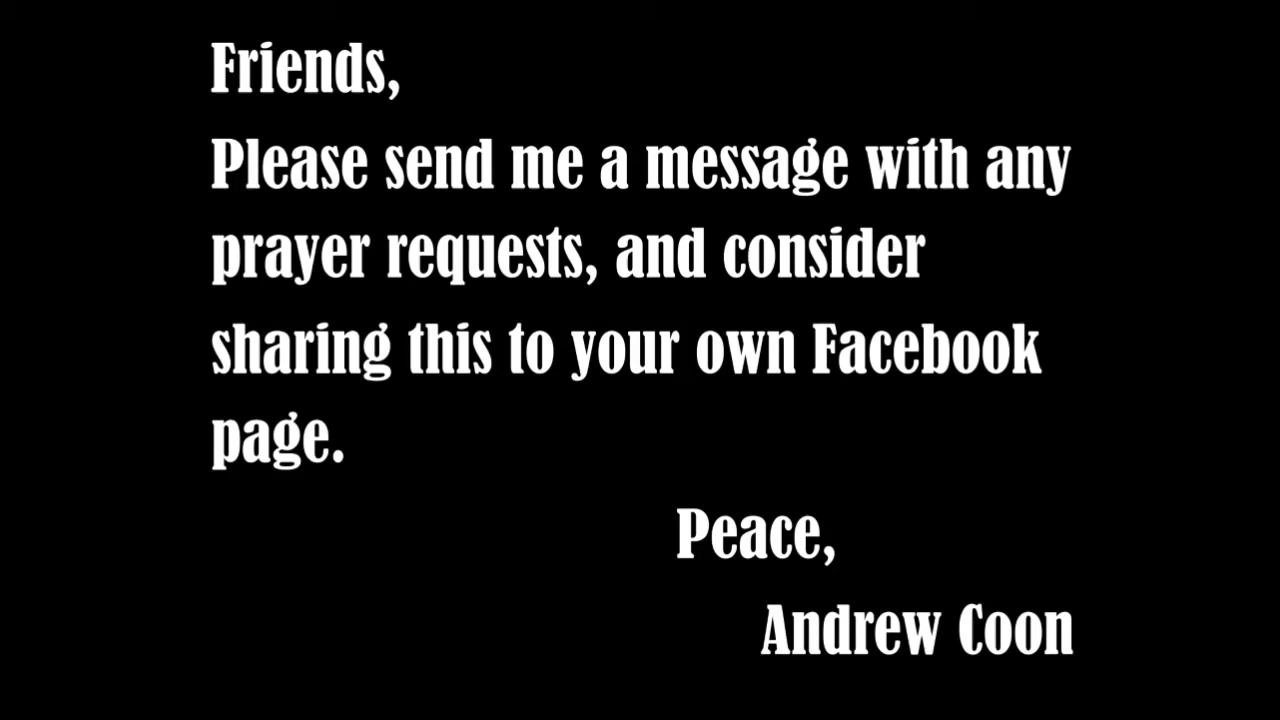 Friends,
Please send me a message with any
prayer requests, and consider
sharing this to your own Facebook
page.
Peace,
Andrew Coon